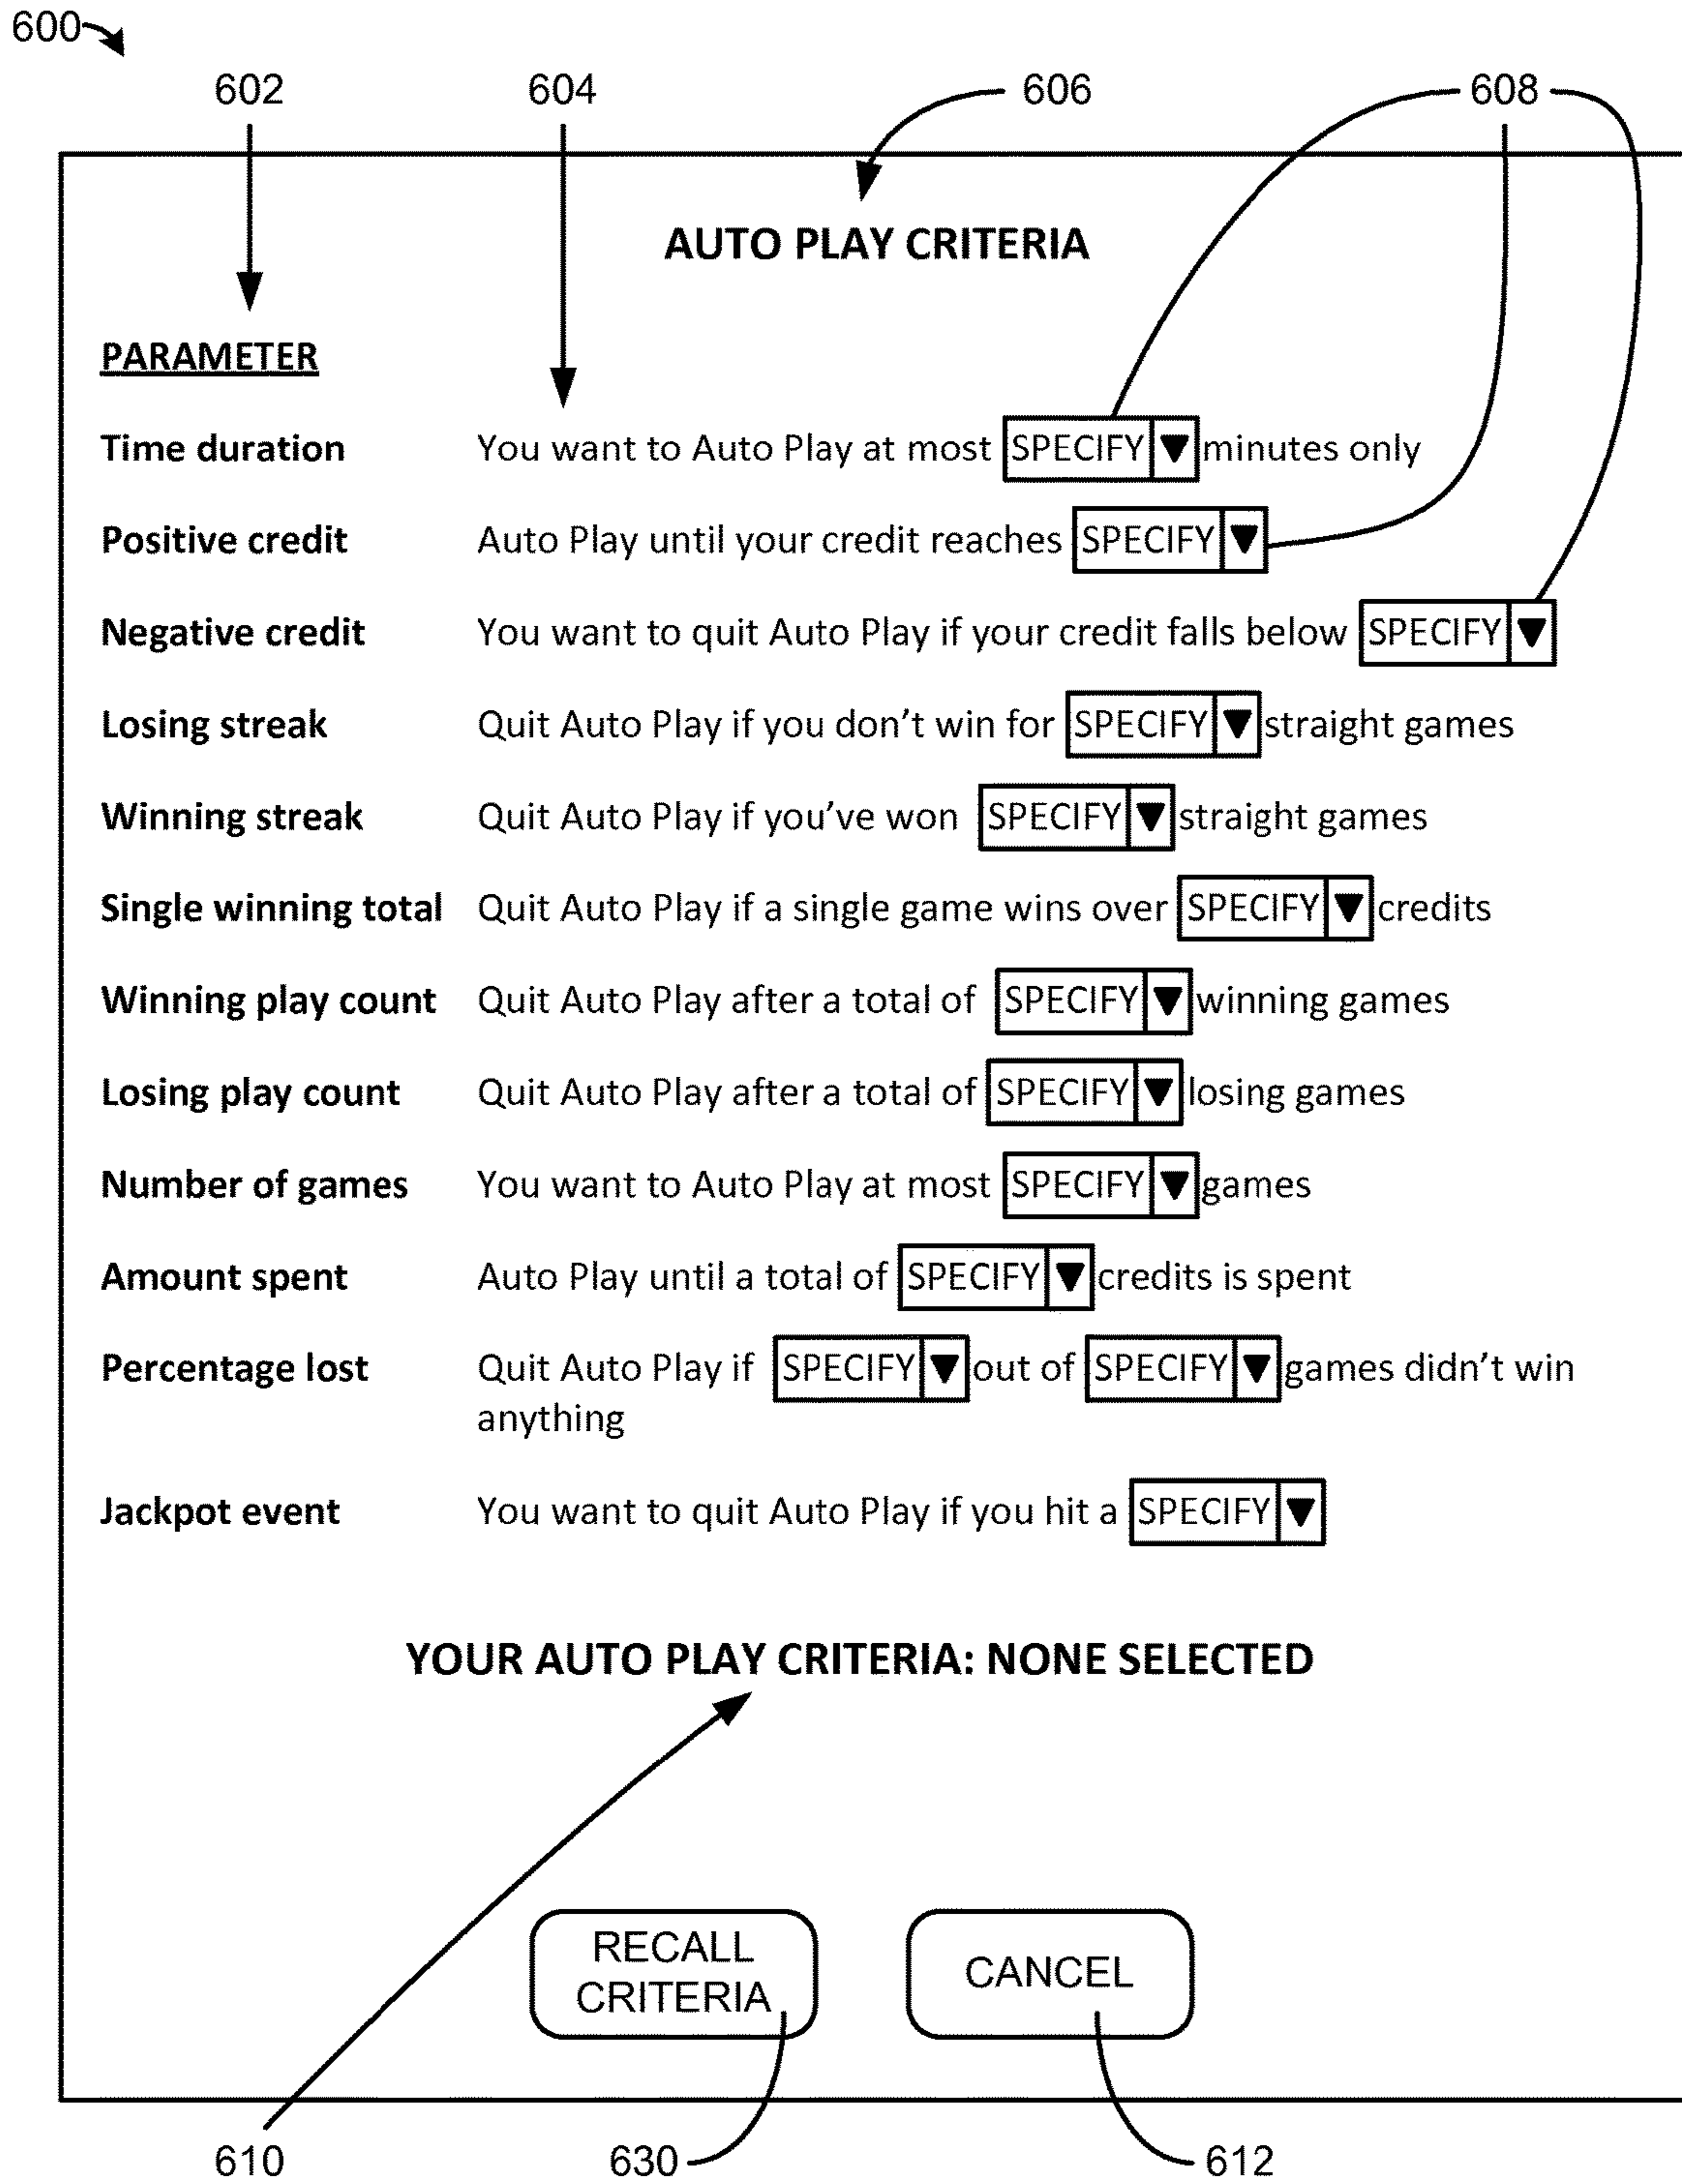 600
602 604 606 608
AUTO PLAY CRITERIA
PARAMETER
Time duration You want to Auto Play at most SPECIFY ▼ minutes only
Positive credit Auto Play until your credit reaches SPECIFY ▼
Negative credit You want to quit Auto Play if your credit falls below SPECIFY ▼
Losing streak Quit Auto Play if you don't win for SPECIFY ▼ straight games
Winning streak Quit Auto Play if you've won SPECIFY ▼ straight games
Single winning total Quit Auto Play if a single game wins over SPECIFY ▼ credits
Winning play count Quit Auto Play after a total of SPECIFY ▼ winning games
Losing play count Quit Auto Play after a total of SPECIFY ▼ losing games
Number of games You want to Auto Play at most SPECIFY ▼ games
Amount spent Auto Play until a total of SPECIFY ▼ credits is spent
Percentage lost Quit Auto Play if SPECIFY ▼ out of SPECIFY ▼ games didn't win
anything
Jackpot event You want to quit Auto Play if you hit a SPECIFY ▼
YOUR AUTO PLAY CRITERIA: NONE SELECTED
RECALL
CRITERIA
CANCEL
610 630 612